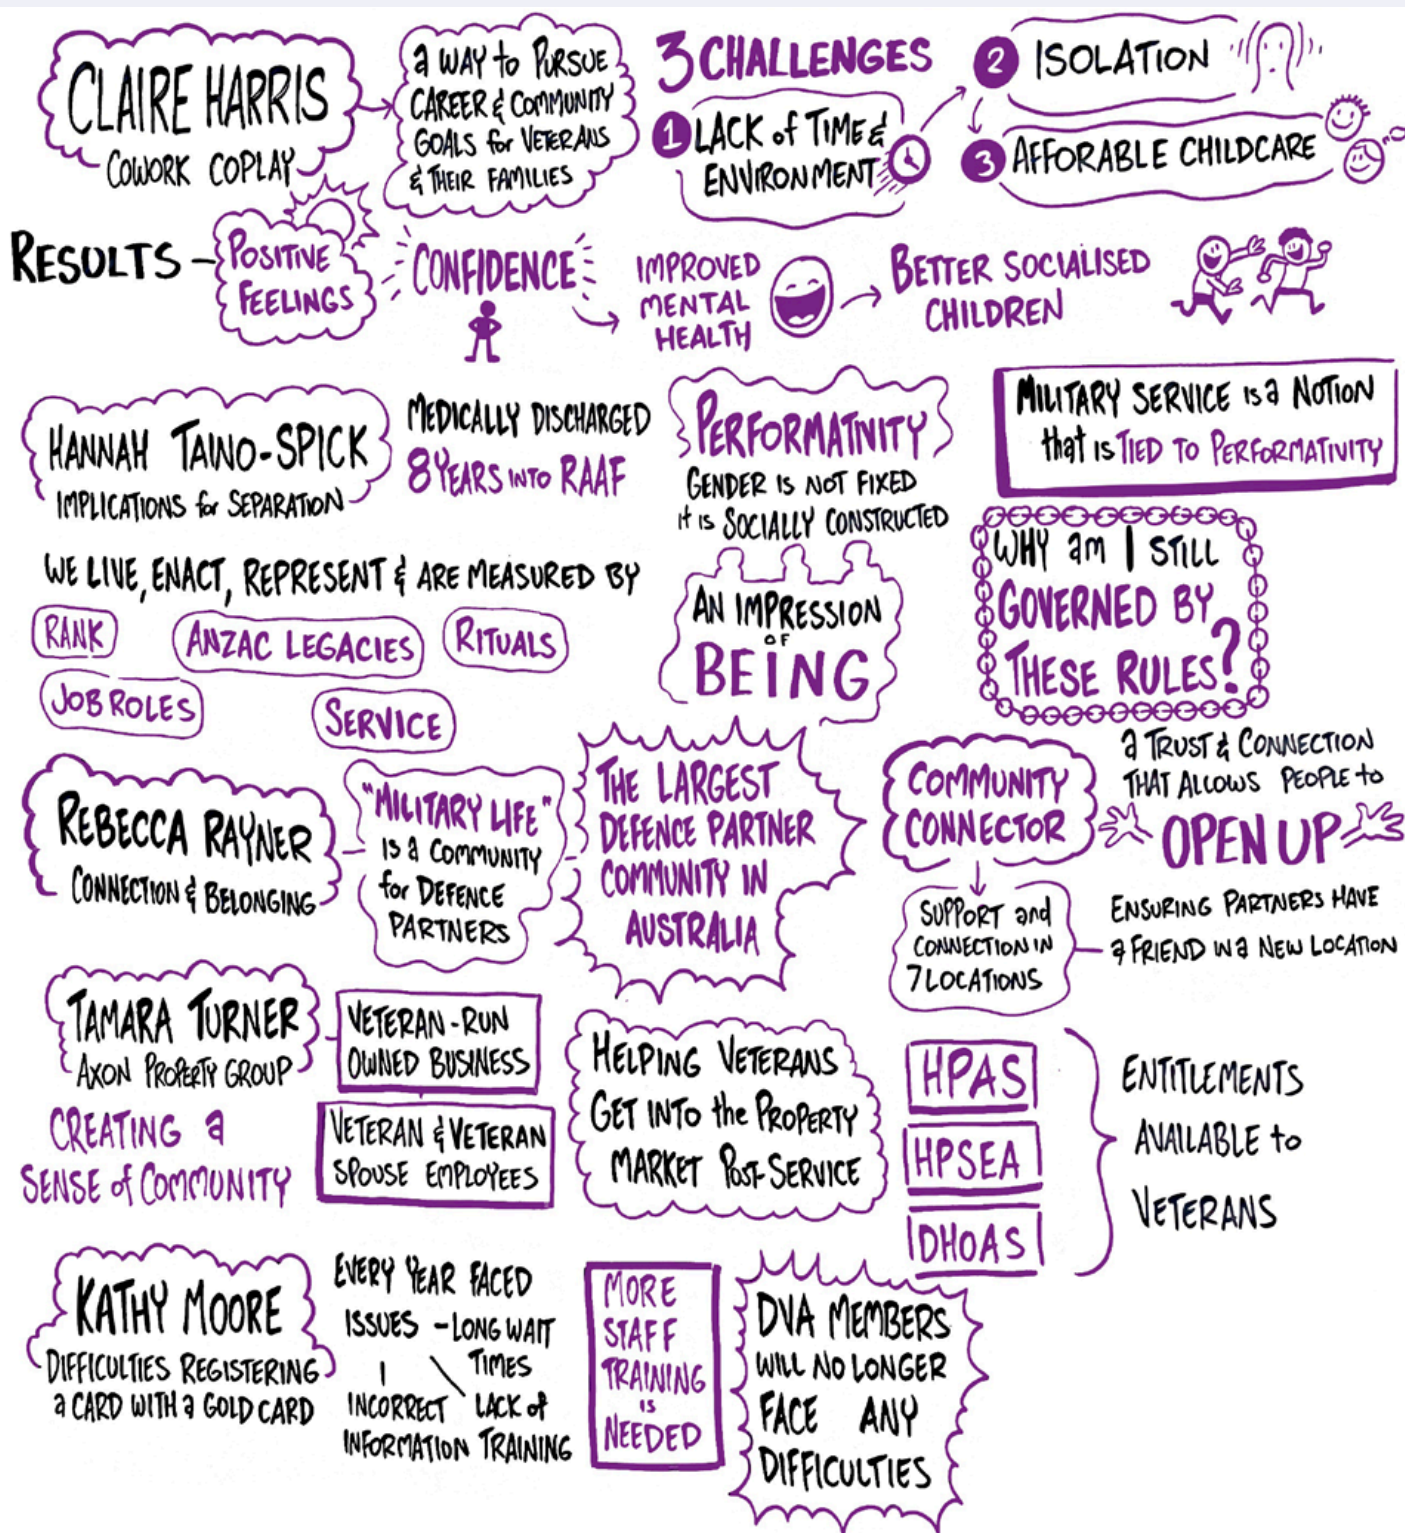 CLAIRE HARRIS
COWORK COPLAY
a WAY to PURSUE
CAREER & COMMUNITY
GOALS for VETERANS
& THEIR FAMILIES
3 CHALLENGES
1 LACK of TIME &
ENVIRONMENT
2 ISOLATION
3 AFFORABLE CHILDCARE
RESULTS –
POSITIVE
FEELINGS
CONFIDENCE
IMPROVED
MENTAL
HEALTH
BETTER SOCIALISED
CHILDREN
HANNAH TAINO-SPICK
IMPLICATIONS for SEPARATION
MEDICALLY DISCHARGED
8 YEARS INTO RAAF
PERFORMATIVITY
GENDER IS NOT FIXED
it IS SOCIALLY CONSTRUCTED
MILITARY SERVICE IS a NOTION
that IS TIED TO PERFORMATIVITY
WE LIVE, ENACT, REPRESENT & ARE MEASURED BY
RANK
ANZAC LEGACIES
RITUALS
JOB ROLES
SERVICE
AN IMPRESSION
OF
BEING
WHY am I STILL
GOVERNED BY
THESE RULES?
REBECCA RAYNER
CONNECTION & BELONGING
"MILITARY LIFE"
IS a COMMUNITY
for DEFENCE
PARTNERS
THE LARGEST
DEFENCE PARTNER
COMMUNITY IN
AUSTRALIA
COMMUNITY
CONNECTOR
a TRUST & CONNECTION
THAT ALLOWS PEOPLE to
OPEN UP
SUPPORT and
CONNECTION IN
7 LOCATIONS
ENSURING PARTNERS HAVE
a FRIEND IN a NEW LOCATION
TAMARA TURNER
AXON PROPERTY GROUP
CREATING a
SENSE of COMMUNITY
VETERAN-RUN
OWNED BUSINESS
VETERAN & VETERAN
SPOUSE EMPLOYEES
HELPING VETERANS
GET INTO the PROPERTY
MARKET POST-SERVICE
HPAS
HPSEA
DHOAS
ENTITLEMENTS
AVAILABLE to
VETERANS
KATHY MOORE
DIFFICULTIES REGISTERING
a CARD WITH a GOLD CARD
EVERY YEAR FACED
ISSUES – LONG WAIT
TIMES
INCORRECT
INFORMATION
LACK of
TRAINING
MORE
STAFF
TRAINING
IS
NEEDED
DVA MEMBERS
WILL NO LONGER
FACE ANY
DIFFICULTIES